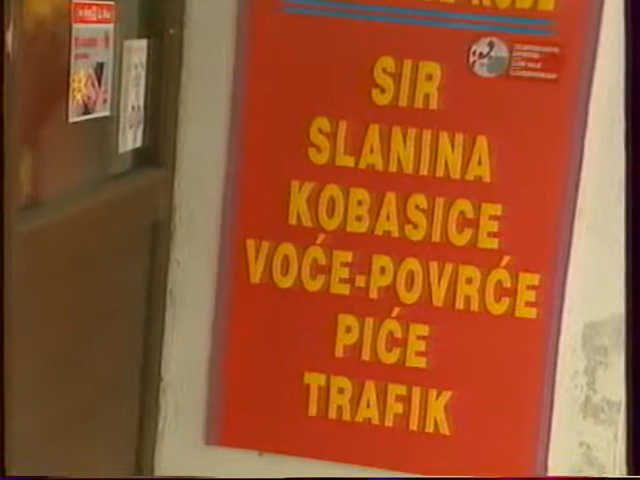 SIR
SLANINA
KOBASICE
VOĆE-POVRĆE
PIĆE
TRAFIK